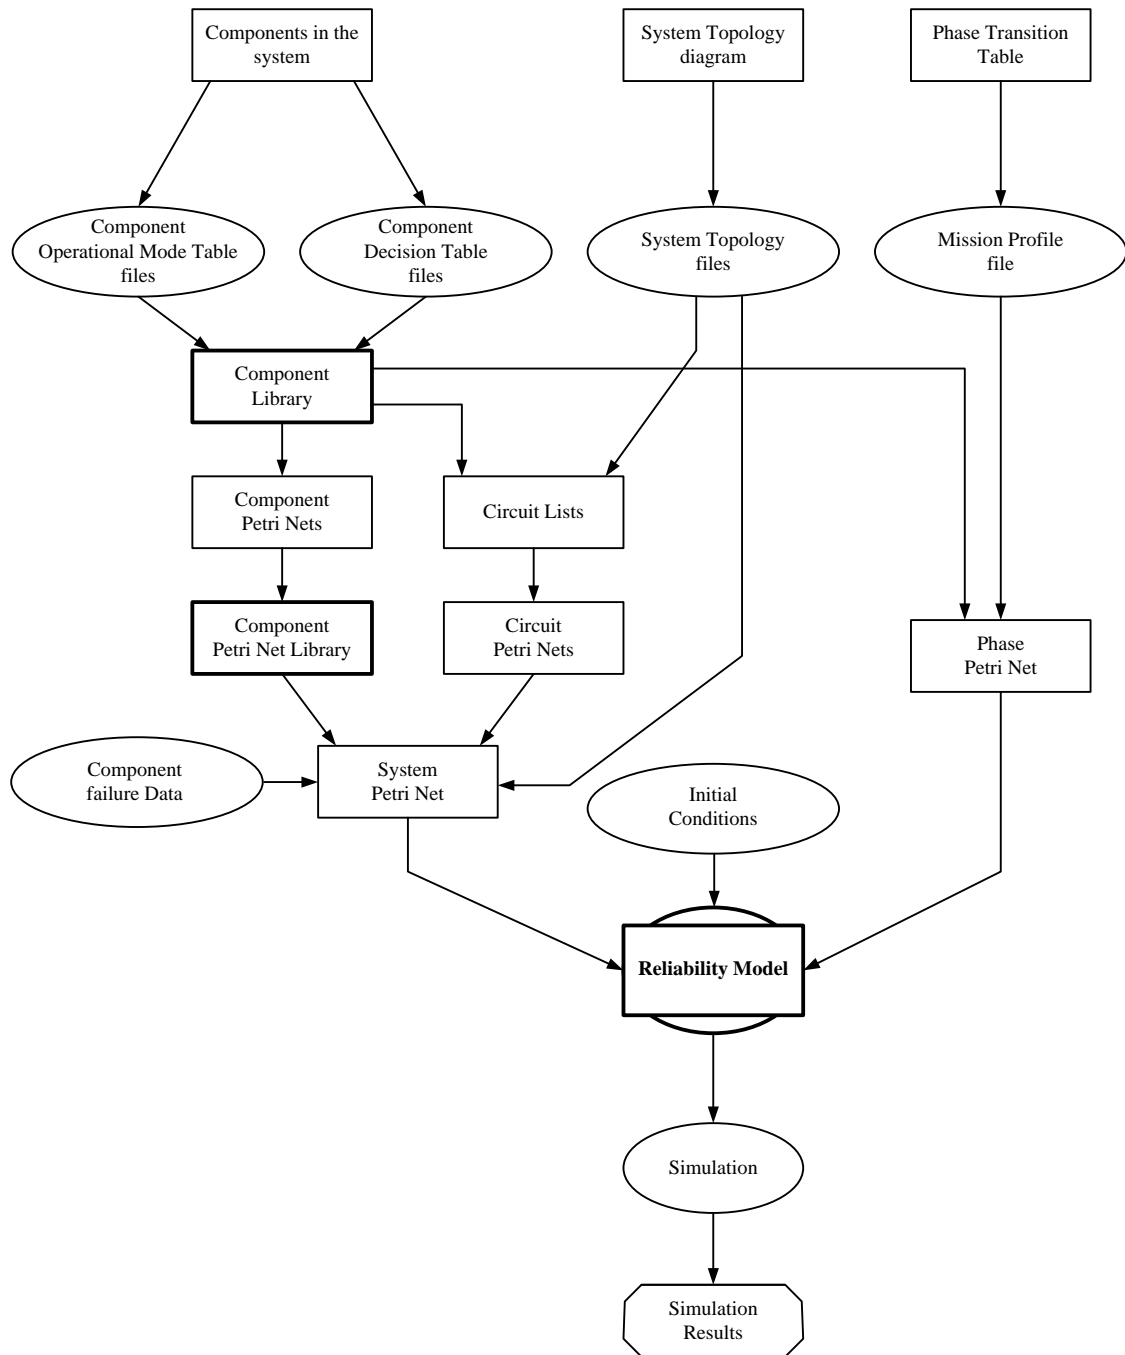 Components in the
system
System Topology
diagram
Phase Transition
Table
Component
Operational Mode Table
files
Component
Decision Table
files
System Topology
files
Mission Profile
file
Component
Library
Component
Petri Nets
Circuit Lists
Component
Petri Net Library
Circuit
Petri Nets
Phase
Petri Net
Component
failure Data
System
Petri Net
Initial
Conditions
Reliability Model
Simulation
Simulation
Results